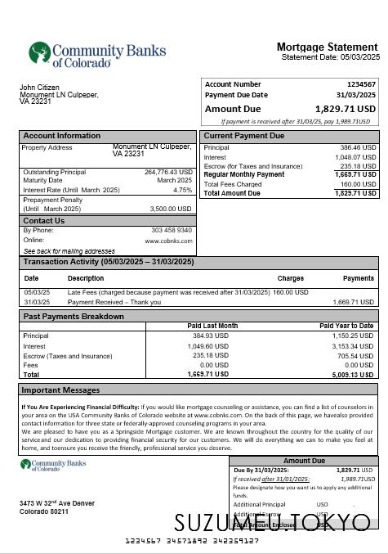 Community Banks
of Colorado
Mortgage Statement
Statement Date: 05/03/2025
John Citizen
Monument LN Culpeper,
VA 23231
Account Number 1234567
Payment Due Date 31/03/2025
Amount Due 1,829.71 USD
If payment is received after 31/03/25, pay 1,989.71USD
Account Information
Property Address Monument LN Culpeper,
VA 23231
Outstanding Principal 264,776.43 USD
Maturity Date March 2025
Interest Rate (Until March 2025) 4.75%
Prepayment Penalty
(Until March 2025) 3,500.00 USD
Contact Us
By Phone: 303 458 9340
Online: www.cobnks.com
See back for mailing addresses
Current Payment Due
Principal 386.46 USD
Interest 1,048.07 USD
Escrow (for Taxes and Insurance) 235.18 USD
Regular Monthly Payment 1,669.71 USD
Total Fees Charged 160.00 USD
Total Amount Due 1,829.71 USD
Transaction Activity (05/03/2025 – 31/03/2025)
Date Description Charges Payments
05/03/25 Late Fees (charged because payment was received after 31/03/2025) 160.00 USD
31/03/25 Payment Received – Thank you 1,669.71 USD
Past Payments Breakdown
Paid Last Month Paid Year to Date
Principal 384.93 USD 1,150.25 USD
Interest 1,049.60 USD 3,153.34 USD
Escrow (Taxes and Insurance) 235.18 USD 705.54 USD
Fees 0.00 USD 0.00 USD
Total 1,669.71 USD 5,009.13 USD
Important Messages
If You Are Experiencing Financial Difficulty: If you would like mortgage counseling or assistance, you can find a list of counselors in
your area on the USA Community Banks of Colorado website at www.cobnks.com. On the back of this, we have also provided
contact information for three state or federally-approved counseling programs in your area.
We are pleased to have you as a Springside Mortgage customer. We are known throughout the country for the quality of our
service and our dedication to providing financial security for our customers. We will do everything we can to make you feel at
home, and to ensure you receive the friendly, professional service you deserve.
Community Banks
of Colorado
3473 W 32nd Ave Denver
Colorado 80211
Amount Due
Due By 31/03/2025: 1,829.71 USD
If received after 31/03/2025: 1,989.71USD
Please designate how you want us to apply any additional
funds.
Additional Principal USD
Additional Escrow USD
Total Amount Enclosed USD
SUZUMEU.TOKYO
1234567 34571892 342359127